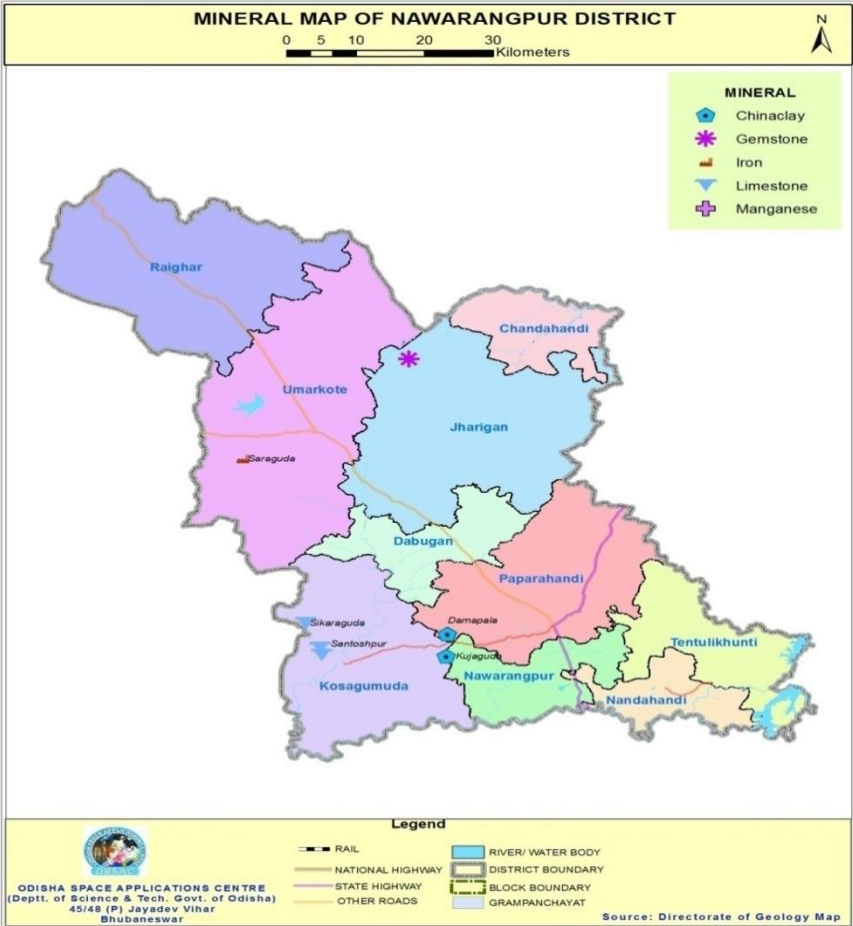 MINERAL MAP OF NAWARANGPUR DISTRICT
N
0 5 10 20 30
Kilometers
MINERAL
Chinaclay
Gemstone
Iron
Limestone
Manganese
Raighar
Chandahandi
Umarkote
Jharigan
Saraguda
Dabugan
Paparahandi
Sikaraguda
Damapala
Santoshpur
Tentulikhunti
Kujaguda
Nawarangpur
Kosagumuda
Nandahandi
Legend
RAIL
NATIONAL HIGHWAY
STATE HIGHWAY
OTHER ROADS
RIVER/ WATER BODY
DISTRICT BOUNDARY
BLOCK BOUNDARY
GRAMPANCHAYAT
ORSAC
ODISHA SPACE APPLICATIONS CENTRE
(Deptt. of Science & Tech. Govt. of Odisha)
45/48 (P) Jayadev Vihar
Bhubaneswar
Source: Directorate of Geology Map